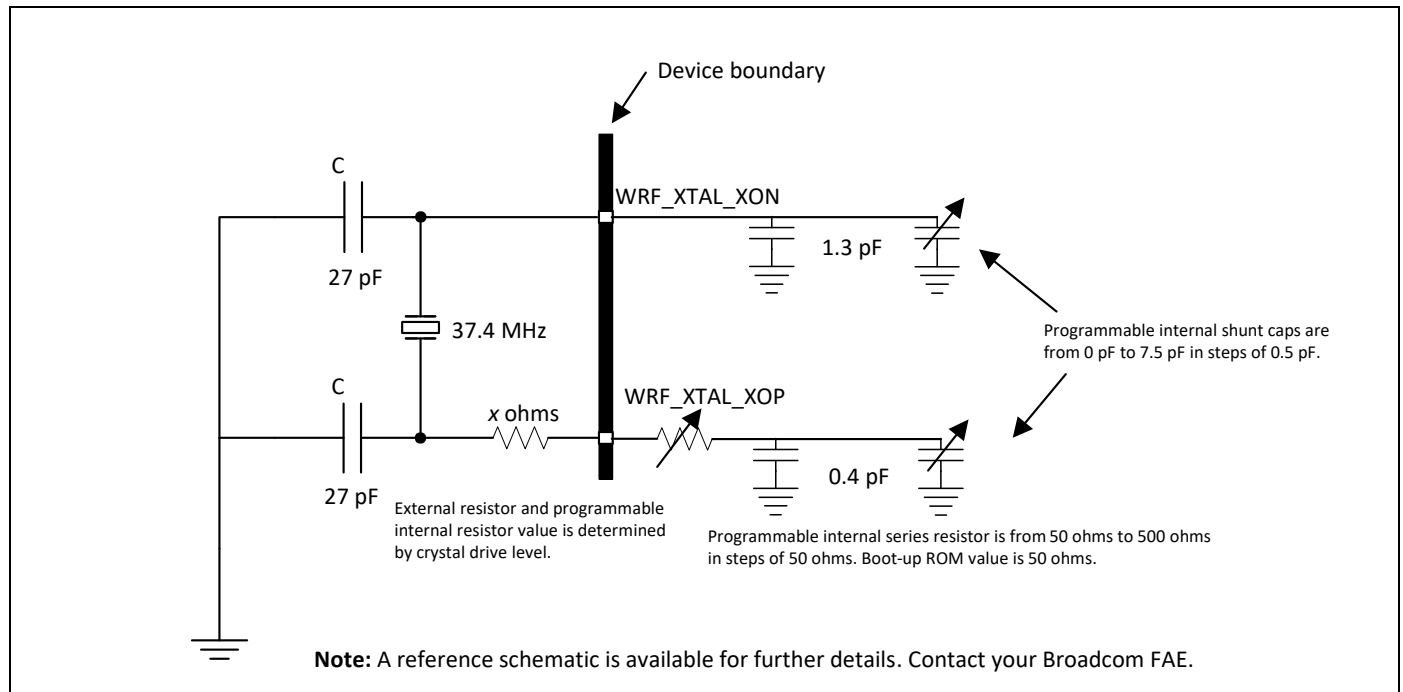 Device boundary
C
WRF_XTAL_XON
27 pF
1.3 pF
37.4 MHz
Programmable internal shunt caps are
from 0 pF to 7.5 pF in steps of 0.5 pF.
C
x ohms
WRF_XTAL_XOP
27 pF
0.4 pF
External resistor and programmable
internal resistor value is determined
by crystal drive level.
Programmable internal series resistor is from 50 ohms to 500 ohms
in steps of 50 ohms. Boot-up ROM value is 50 ohms.
Note: A reference schematic is available for further details. Contact your Broadcom FAE.